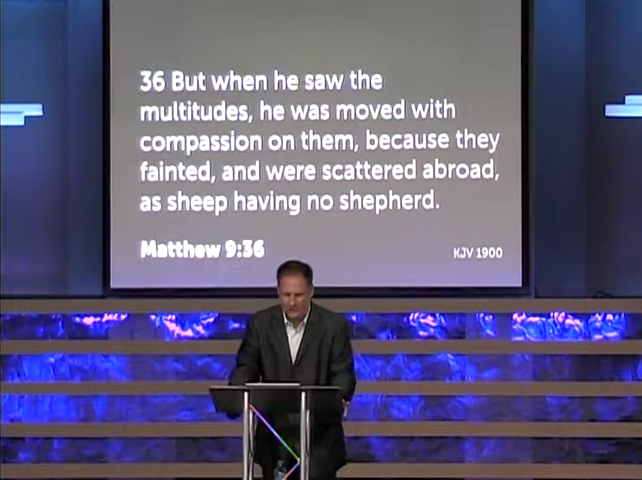 36 But when he saw the
multitudes, he was moved with
compassion on them, because they
fainted, and were scattered abroad,
as sheep having no shepherd.
Matthew 9:36
KJV 1900